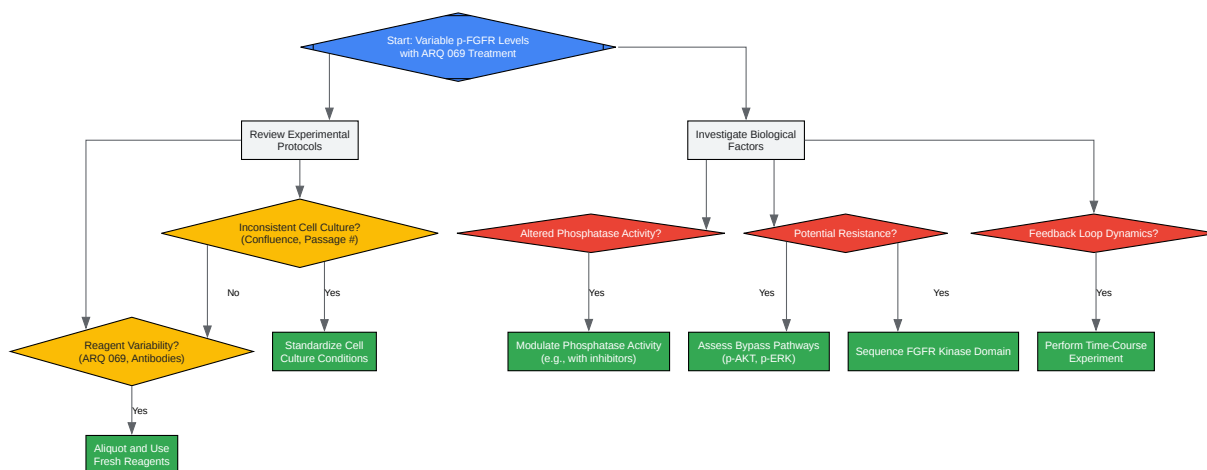 Start: Variable p-FGFR Levels
with ARQ 069 Treatment
Review Experimental
Protocols
Investigate Biological
Factors
Inconsistent Cell Culture?
(Confluence, Passage #)
Altered Phosphatase Activity?
Potential Resistance?
Feedback Loop Dynamics?
No
Yes
Yes
Yes
Yes
Yes
Reagent Variability?
(ARQ 069, Antibodies)
Standardize Cell
Culture Conditions
Modulate Phosphatase Activity
(e.g., with inhibitors)
Assess Bypass Pathways
(p-AKT, p-ERK)
Sequence FGFR Kinase Domain
Perform Time-Course
Experiment
Yes
Aliquot and Use
Fresh Reagents